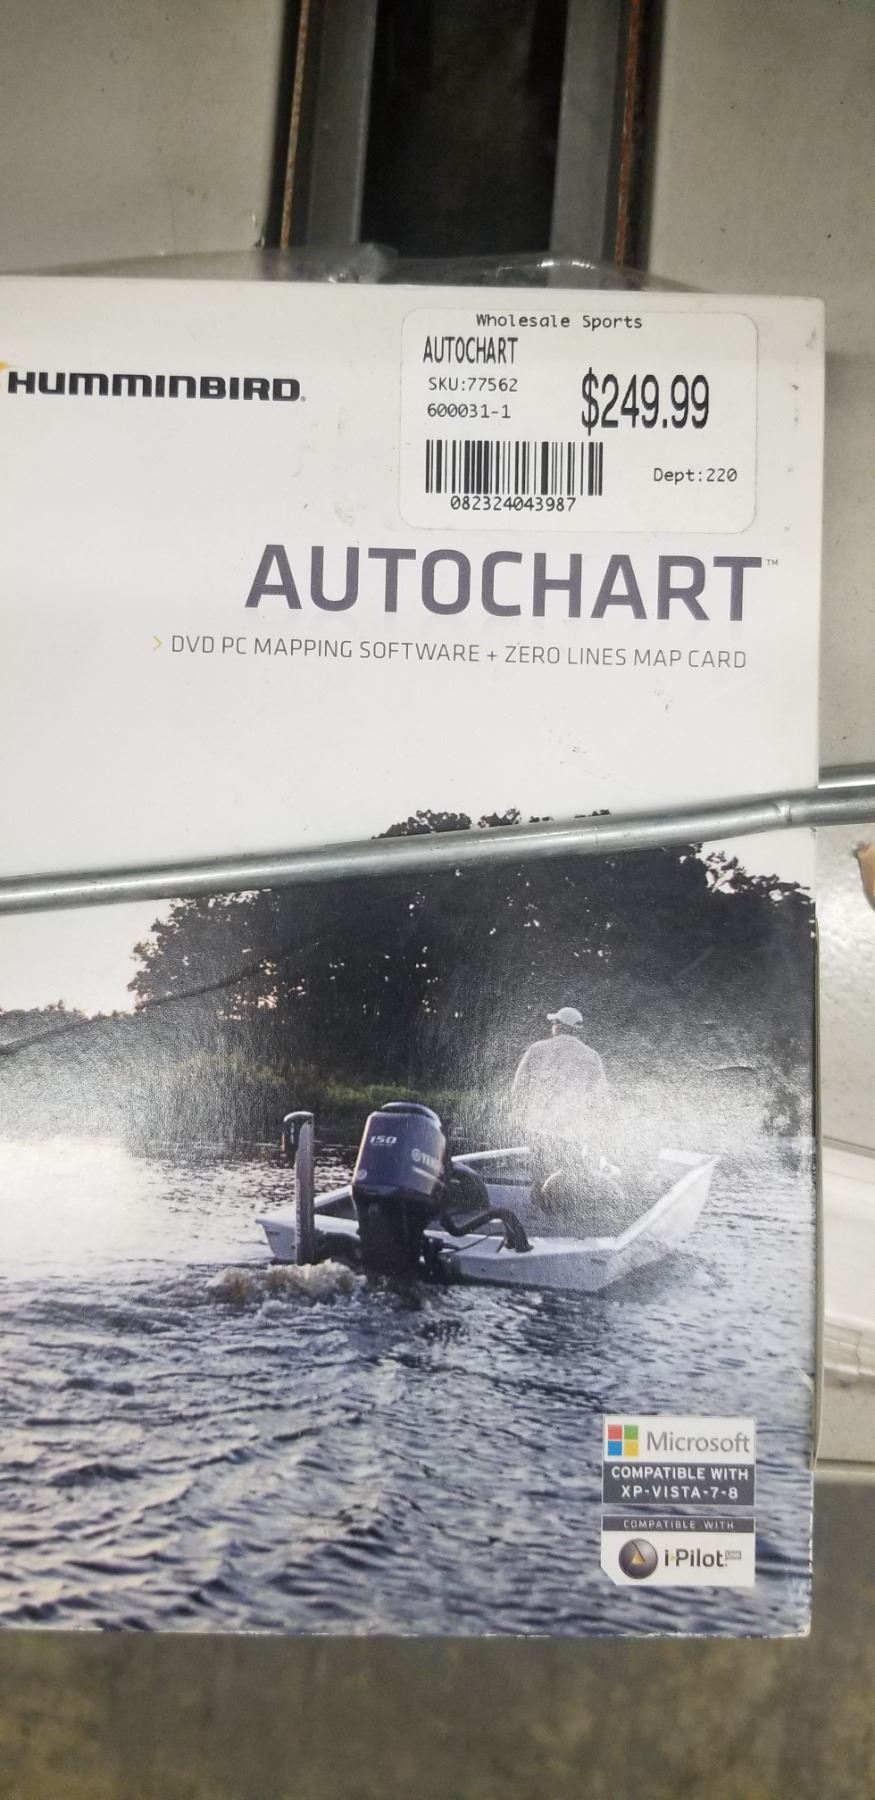 Wholesale Sports
AUTOCHART
SKU:77562
600031-1
$249.99
Dept:220
082324043987
HUMMINBIRD®
AUTOCHART™
> DVD PC MAPPING SOFTWARE + ZERO LINES MAP CARD
150
Microsoft
COMPATIBLE WITH
XP-VISTA-7-8
COMPATIBLE WITH
i-Pilot